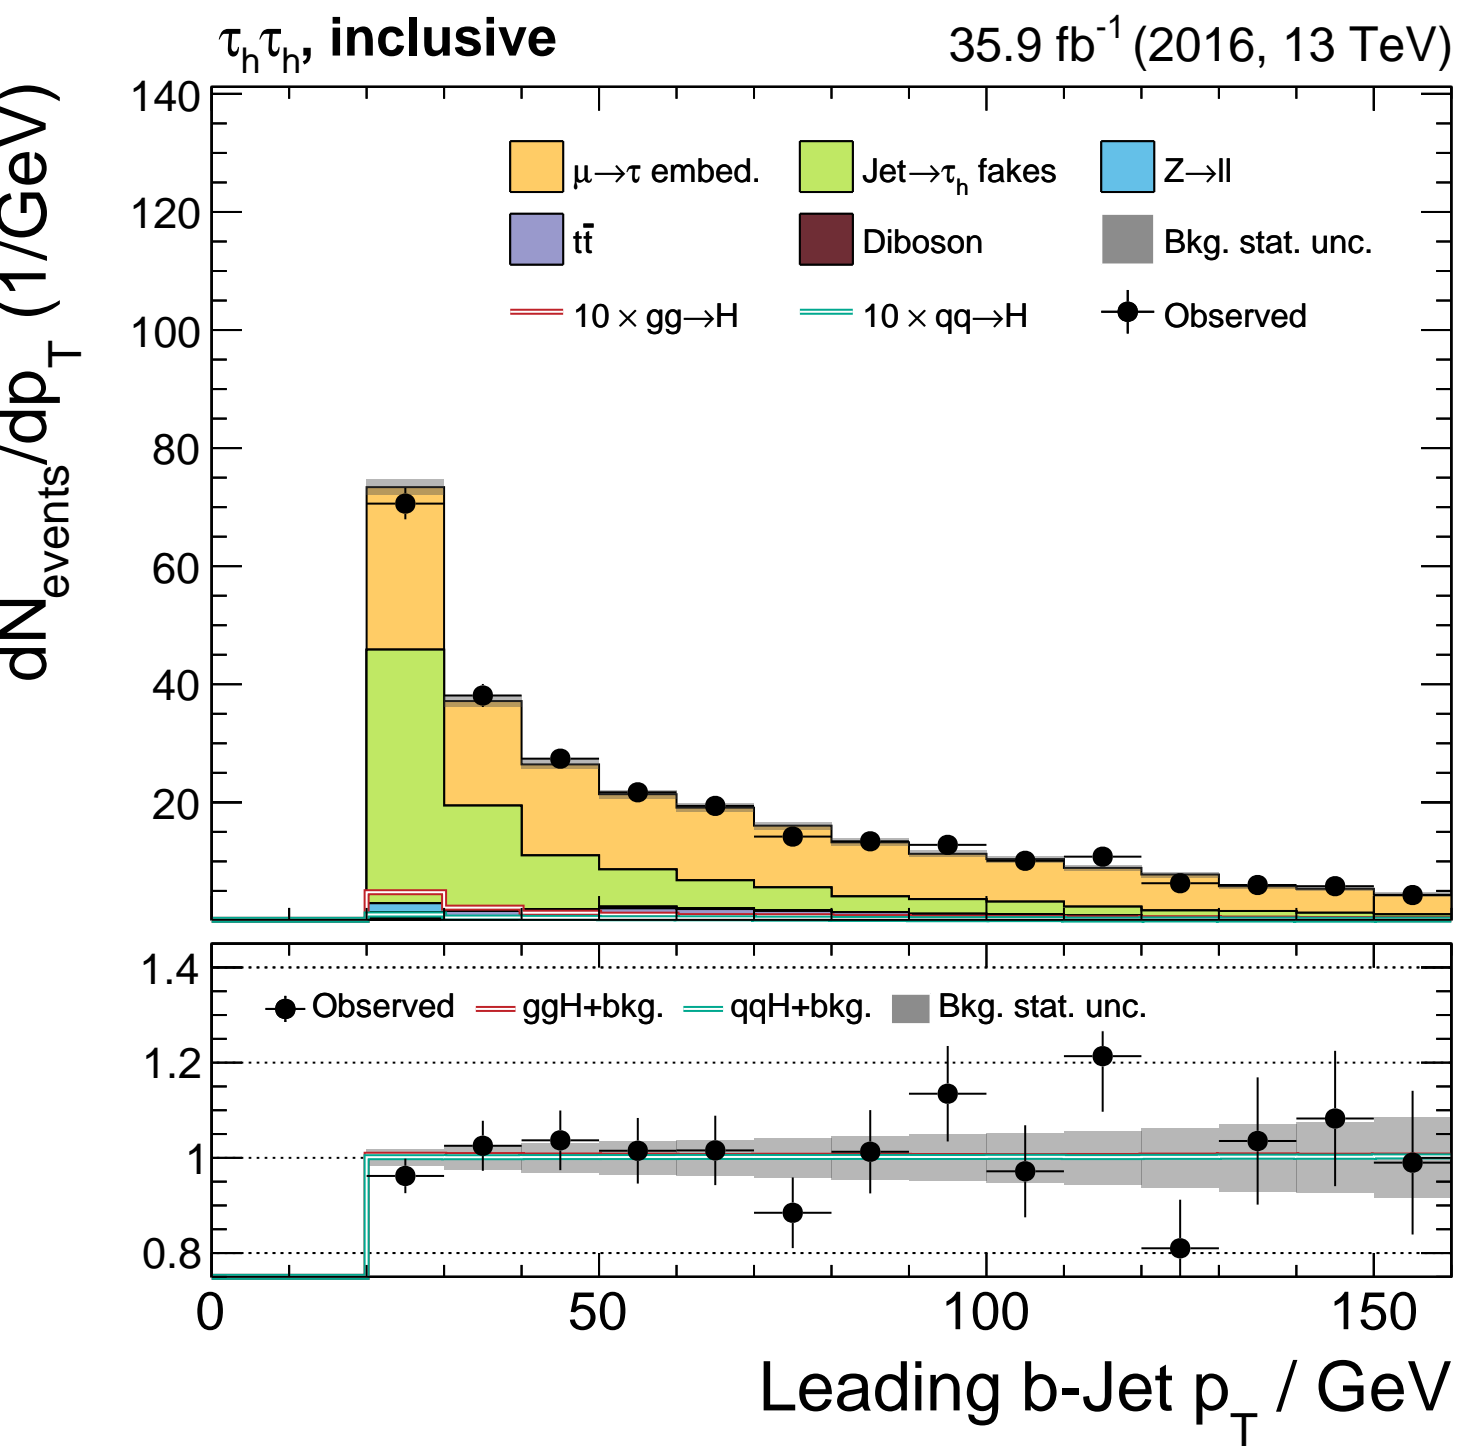 τhτh, inclusive
35.9 fb-1 (2016, 13 TeV)
dNevents/dpT (1/GeV)
140
120
100
80
60
40
20
μ→τ embed.
Jet→τh fakes
Z→ll
tt̄
Diboson
Bkg. stat. unc.
10 × gg→H
10 × qq→H
Observed
1.4
1.2
1
0.8
Observed
ggH+bkg.
qqH+bkg.
Bkg. stat. unc.
0
50
100
150
Leading b-Jet pT / GeV